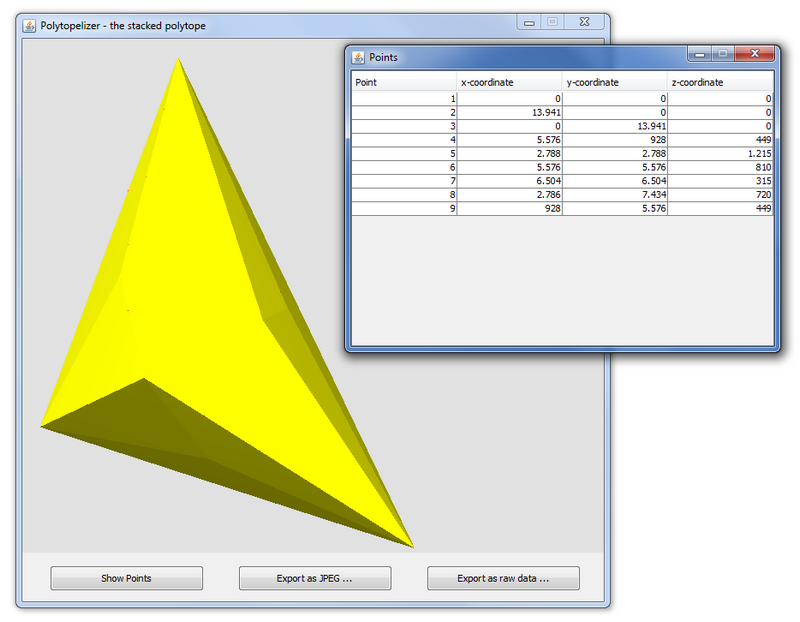 Polytopelizer - the stacked polytope
Points
Point x-coordinate y-coordinate z-coordinate
1 0 0 0
2 13.941 0 0
3 0 13.941 0
4 5.576 928 449
5 2.788 2.788 1.215
6 5.576 5.576 810
7 6.504 6.504 315
8 2.786 7.434 720
9 928 5.576 449
Show Points Export as JPEG ... Export as raw data ...